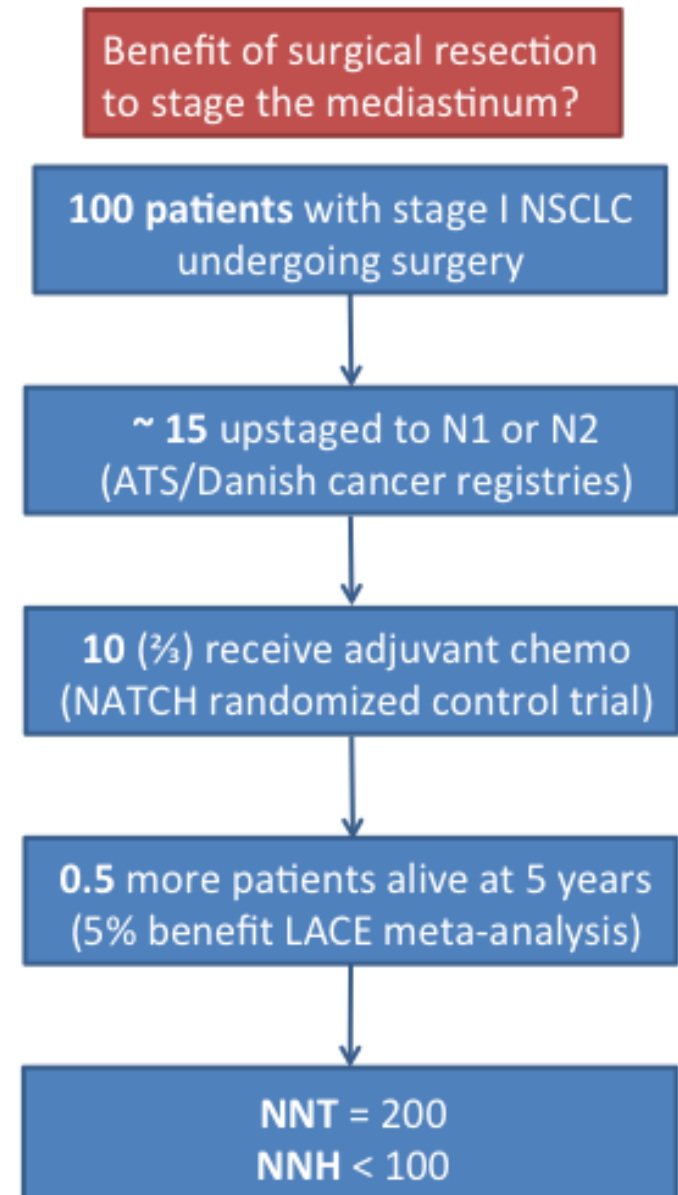 Benefit of surgical resection
to stage the mediastinum?
100 patients with stage I NSCLC
undergoing surgery
~ 15 upstaged to N1 or N2
(ATS/Danish cancer registries)
10 (⅔) receive adjuvant chemo
(NATCH randomized control trial)
0.5 more patients alive at 5 years
(5% benefit LACE meta-analysis)
NNT = 200
NNH < 100